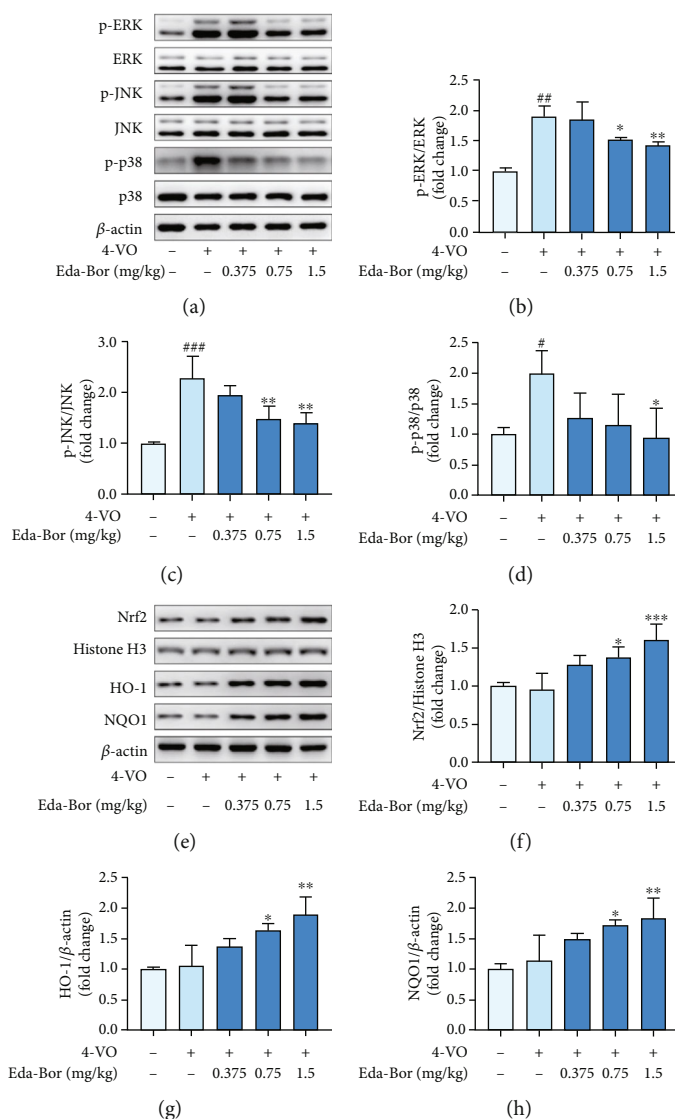 p-ERK
ERK
p-JNK
JNK
p-p38
p38
β-actin
4-VO – + + + +
Eda-Bor (mg/kg) – – 0.375 0.75 1.5
(a)
p-ERK/ERK
(fold change)
2.5
2.0
1.5
1.0
0.5
0.0
##
*
**
4-VO – + + + +
Eda-Bor (mg/kg) – – 0.375 0.75 1.5
(b)
p-JNK/JNK
(fold change)
3.0
2.0
1.0
0.0
###
**
**
4-VO – + + + +
Eda-Bor (mg/kg) – – 0.375 0.75 1.5
(c)
p-p38/p38
(fold change)
2.5
2.0
1.5
1.0
0.5
0.0
#
*
4-VO – + + + +
Eda-Bor (mg/kg) – – 0.375 0.75 1.5
(d)
Nrf2
Histone H3
HO-1
NQO1
β-actin
4-VO – + + + +
Eda-Bor (mg/kg) – – 0.375 0.75 1.5
(e)
Nrf2/Histone H3
(fold change)
2.0
1.5
1.0
0.5
0.0
*
***
4-VO – + + + +
Eda-Bor (mg/kg) – – 0.375 0.75 1.5
(f)
HO-1/β-actin
(fold change)
2.5
2.0
1.5
1.0
0.5
0.0
*
**
4-VO – + + + +
Eda-Bor (mg/kg) – – 0.375 0.75 1.5
(g)
NQO1/β-actin
(fold change)
2.5
2.0
1.5
1.0
0.5
0.0
*
**
4-VO – + + + +
Eda-Bor (mg/kg) – – 0.375 0.75 1.5
(h)